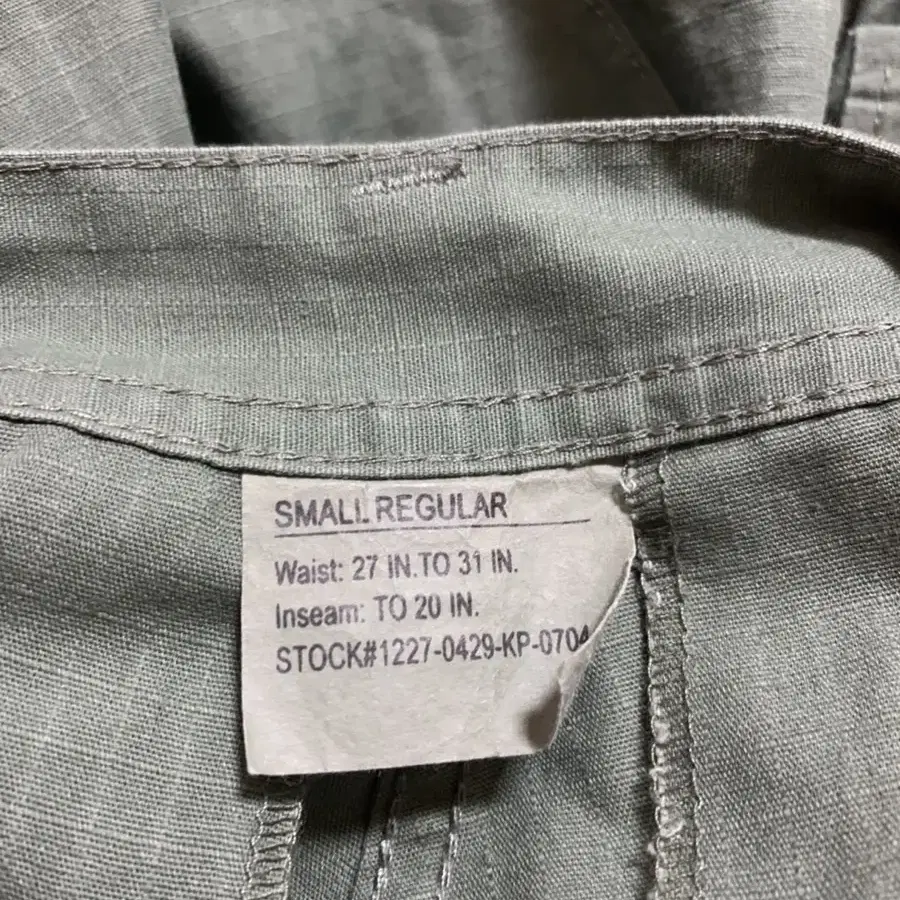 SMALL REGULAR
Waist: 27 IN.TO 31 IN.
Inseam: TO 20 IN.
STOCK#1227-0429-KP-0704